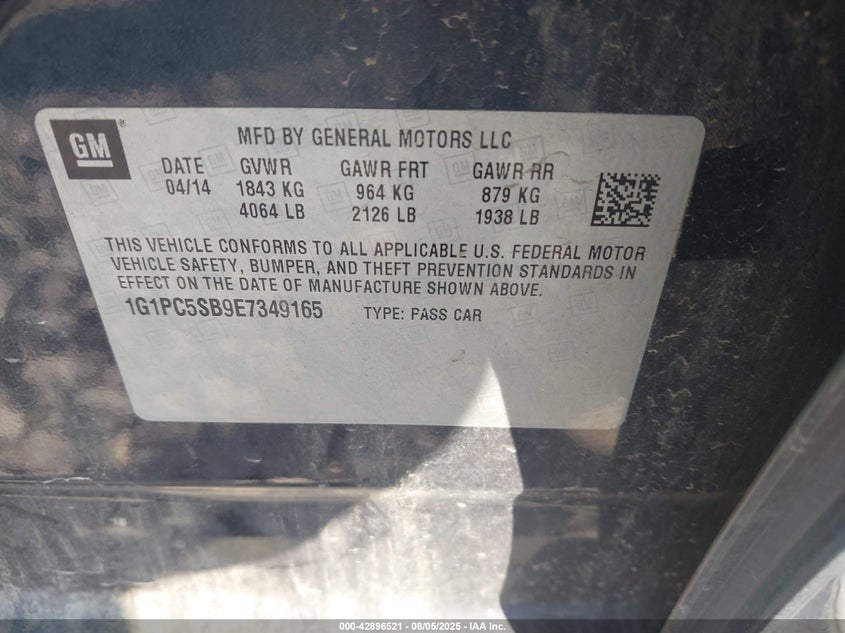 GM
MFD BY GENERAL MOTORS LLC
DATE GVWR GAWR FRT GAWR RR
04/14 1843 KG 964 KG 879 KG
4064 LB 2126 LB 1938 LB
THIS VEHICLE CONFORMS TO ALL APPLICABLE U.S. FEDERAL MOTOR
VEHICLE SAFETY, BUMPER, AND THEFT PREVENTION STANDARDS IN
EFFECT ON THE DATE OF MANUFACTURE SHOWN ABOVE.
1G1PC5SB9E7349165 TYPE: PASS CAR
000-42896521 - 08/05/2025 - IAA Inc.